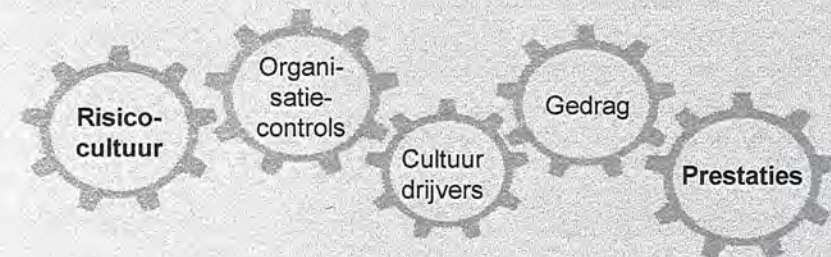 Risico-
cultuur
Organi-
satie-
controls
Cultuur
drijvers
Gedrag
Prestaties